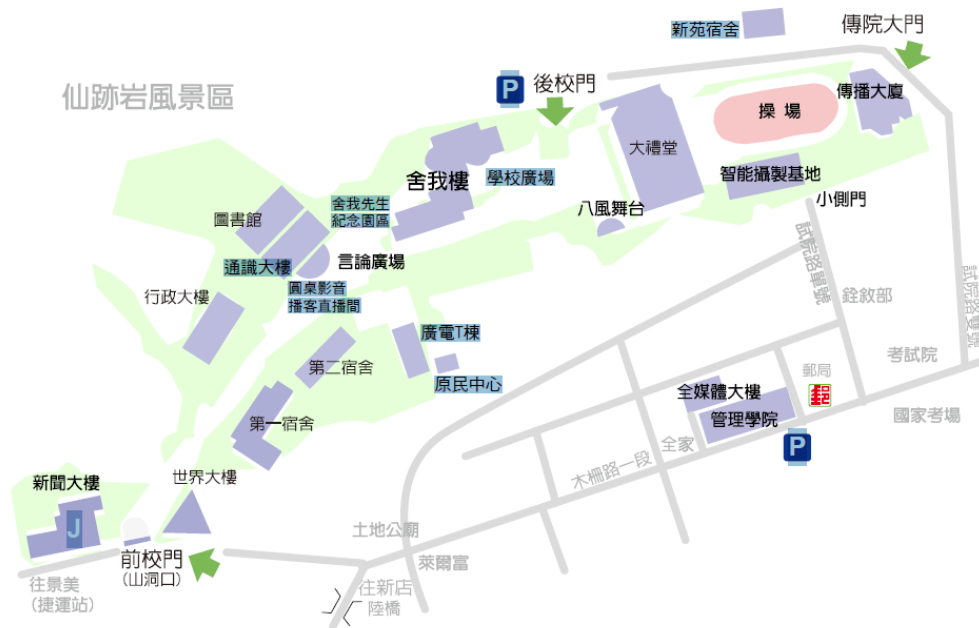 新苑宿舍
傳院大門
仙跡岩風景區
P
後校門
傳播大廈
操場
大禮堂
舍我樓
學校廣場
智能攝製基地
小側門
舍我先生
紀念園區
圖書館
八風舞台
試院路單號
試院路雙號
通識大樓
言論廣場
圓桌影音
播客直播間
行政大樓
銓敘部
廣電T棟
第二宿舍
原民中心
考試院
郵局
郵
全媒體大樓
管理學院
國家考場
第一宿舍
全家
P
木柵路一段
世界大樓
新聞大樓
J
土地公廟
前校門
(山洞口)
萊爾富
往景美
(捷運站)
往新店
陸橋